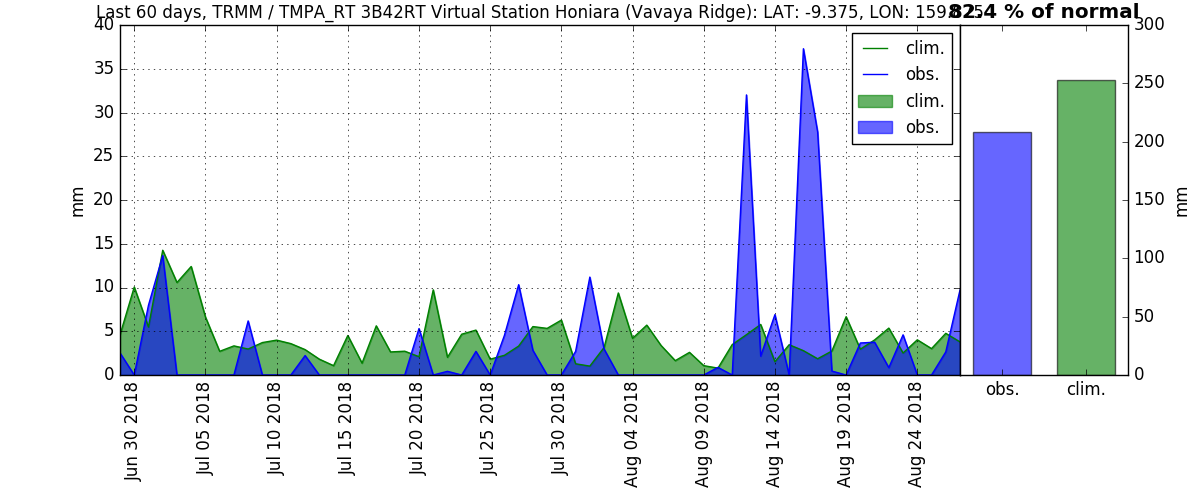 Last 60 days, TRMM / TMPA_RT 3B42RT Virtual Station Honiara (Vavaya Ridge): LAT: -9.375, LON: 159.875
82.4 % of normal
40
35
30
25
20
15
10
5
0
mm
clim.
obs.
clim.
obs.
300
250
200
150
100
50
0
mm
obs.
clim.
Jun 30 2018
Jul 05 2018
Jul 10 2018
Jul 15 2018
Jul 20 2018
Jul 25 2018
Jul 30 2018
Aug 04 2018
Aug 09 2018
Aug 14 2018
Aug 19 2018
Aug 24 2018